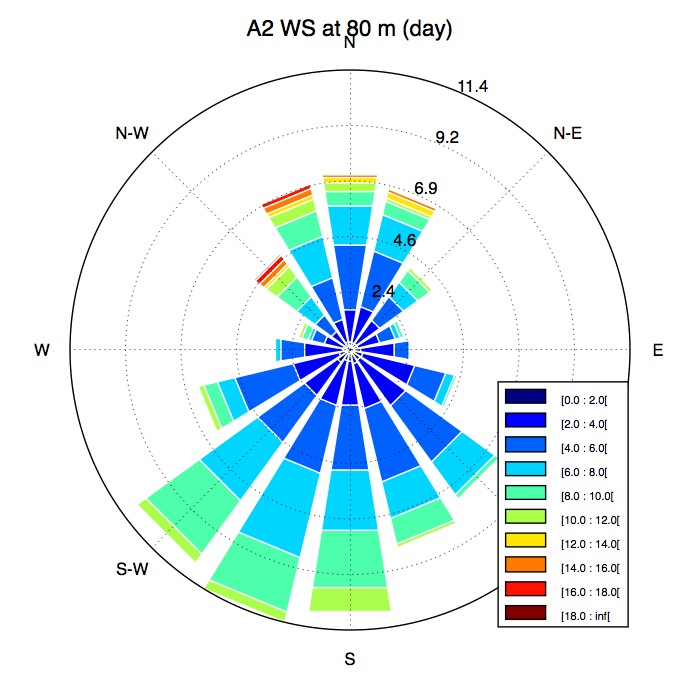 A2 WS at 80 m (day)
N
11.4
N-W
N-E
9.2
6.9
4.6
2.4
W
E
[0.0 : 2.0[
[2.0 : 4.0[
[4.0 : 6.0[
[6.0 : 8.0[
[8.0 : 10.0[
[10.0 : 12.0[
[12.0 : 14.0[
[14.0 : 16.0[
[16.0 : 18.0[
[18.0 : inf[
S-W
S